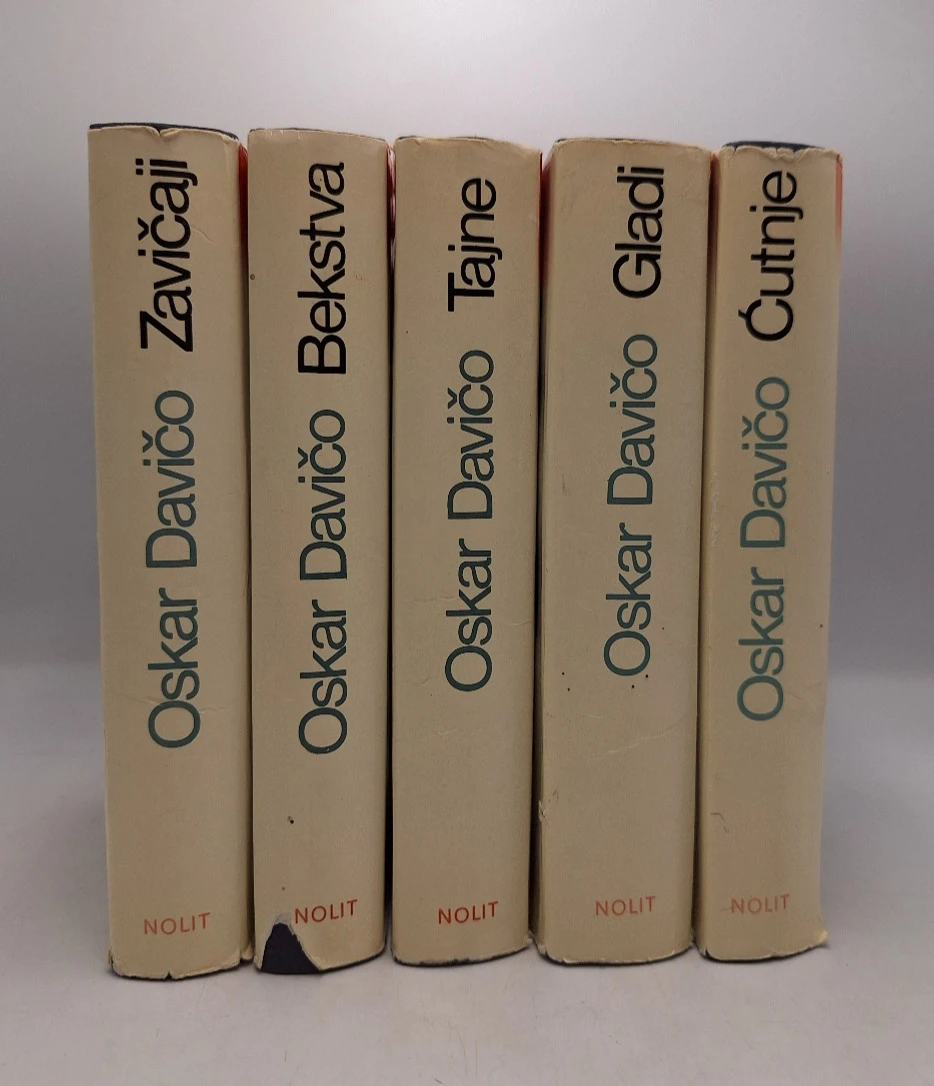 Oskar Davičo Zavičaji
NOLIT
Oskar Davičo Bekstva
NOLIT
Oskar Davičo Tajne
NOLIT
Oskar Davičo Gladi
NOLIT
Oskar Davičo Ćutnje
NOLIT